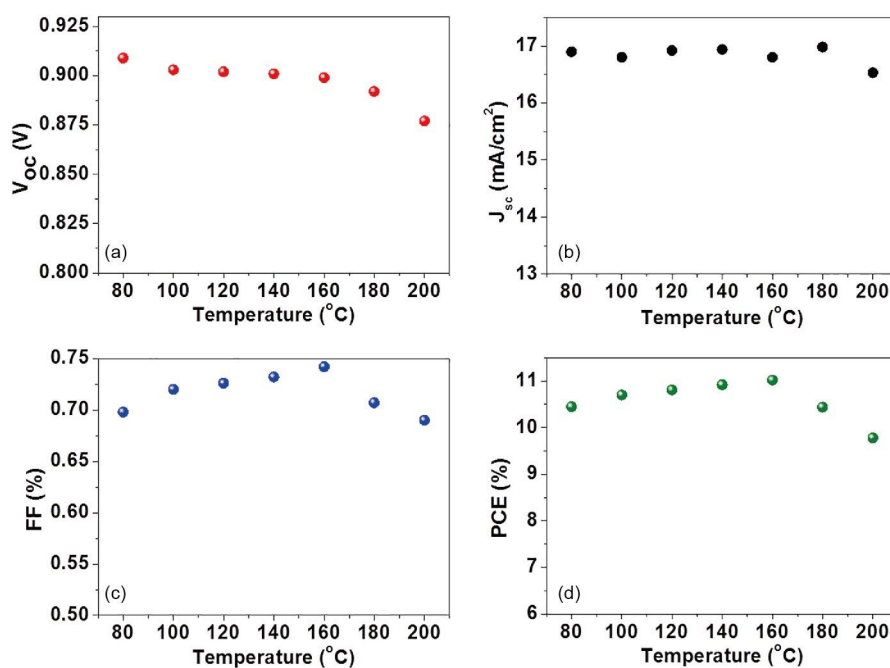 0.925
0.900
0.875
0.850
0.825
0.800
V_OC (V)
(a)
80 100 120 140 160 180 200
Temperature (°C)
17
16
15
14
13
J_sc (mA/cm²)
(b)
80 100 120 140 160 180 200
Temperature (°C)
0.75
0.70
0.65
0.60
0.55
0.50
FF (%)
(c)
80 100 120 140 160 180 200
Temperature (°C)
11
10
9
8
7
6
PCE (%)
(d)
80 100 120 140 160 180 200
Temperature (°C)